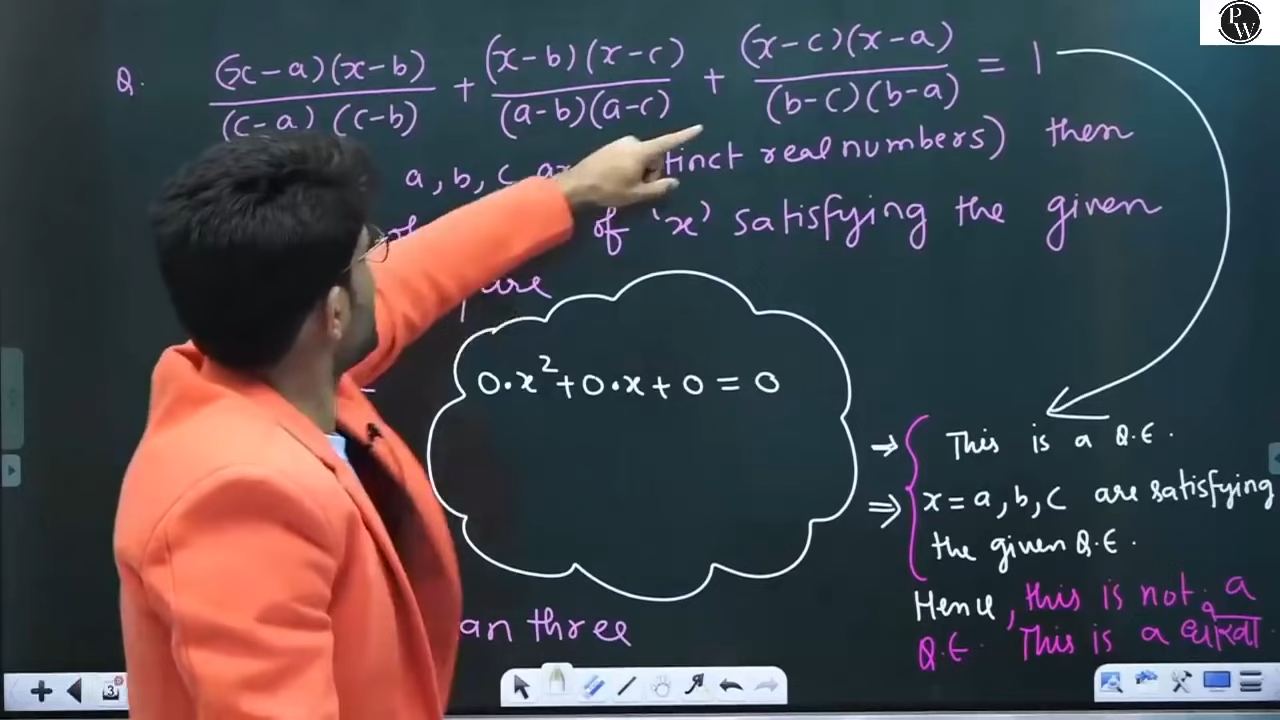 P
W
Q. (x-a)(x-b)/(c-a)(c-b) + (x-b)(x-c)/(a-b)(a-c) + (x-c)(x-a)/(b-c)(b-a) = 1
a, b, c real numbers) then
of 'x' satisfying the given
0·x²+0·x+0 = 0
→ This is a Q.E.
⇒ x=a,b,c are satisfying
the given Q.E.
Hence, this is not a
Q.E. This is a
an three
3